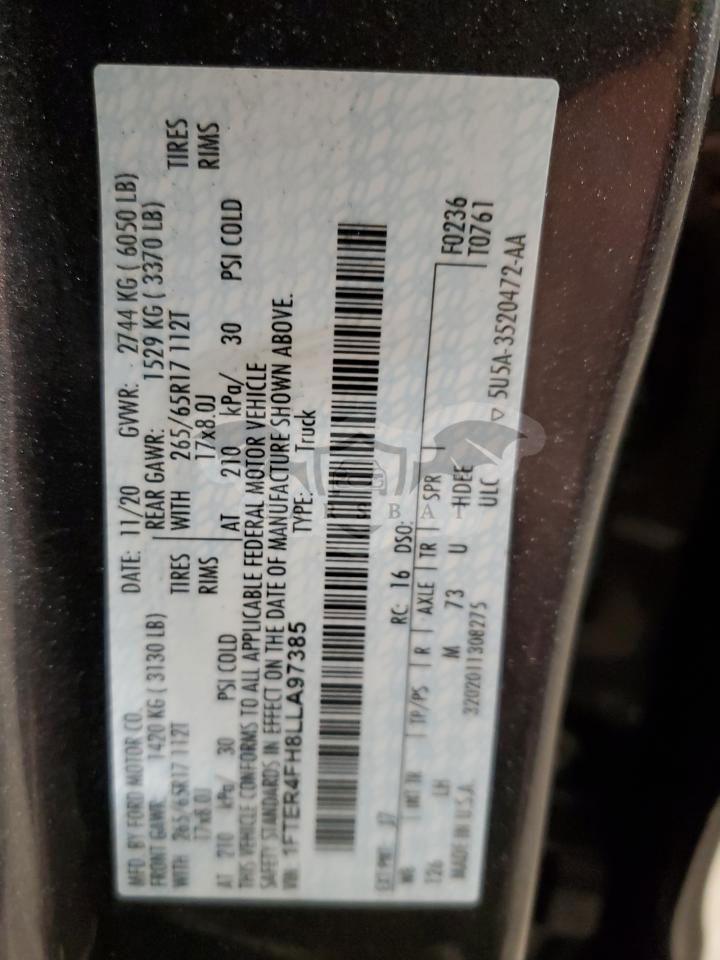 MFD. BY FORD MOTOR CO.
DATE: 11/20 GVWR: 2744 KG ( 6050 LB)
FRONT GAWR: 1420 KG ( 3130 LB) REAR GAWR: 1529 KG ( 3370 LB)
WITH 265/65R17 112T TIRES WITH 265/65R17 112T TIRES
17x8.0J RIMS 17x8.0J RIMS
AT 210 kPa/ 30 PSI COLD AT 210 kPa/ 30 PSI COLD
THIS VEHICLE CONFORMS TO ALL APPLICABLE FEDERAL MOTOR VEHICLE
SAFETY STANDARDS IN EFFECT ON THE DATE OF MANUFACTURE SHOWN ABOVE.
VIN: 1FTER4FH8LLA97385 TYPE: Truck
EXT PNT: J7 RC: 16 DSO: F0236
WB INT TR TP/PS R AXLE TR SPR T0761
126 LH M 73 U HDEE
MADE IN U.S.A. 3202011308275 ULC 5U5A-3520472-AA